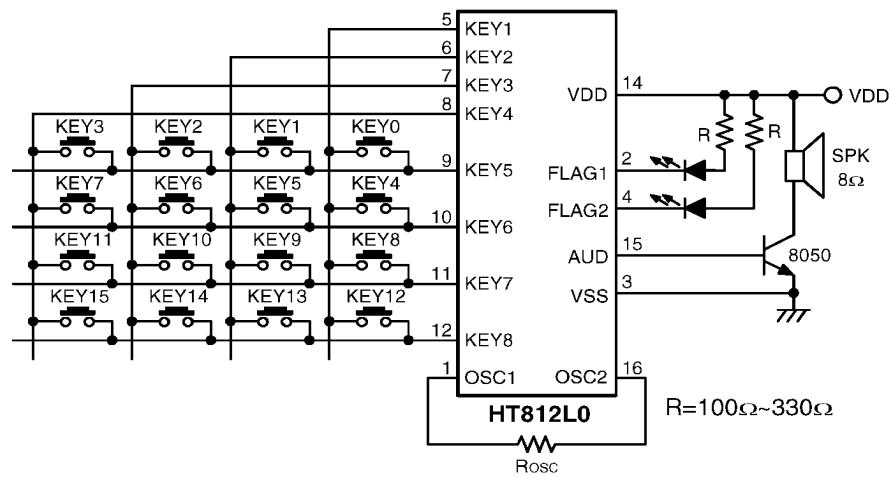 5 KEY1
6 KEY2
7 KEY3
8 KEY4
VDD 14
VDD
KEY3 KEY2 KEY1 KEY0
9 KEY5
R R
FLAG1 2
SPK
8Ω
KEY7 KEY6 KEY5 KEY4
10 KEY6
FLAG2 4
KEY11 KEY10 KEY9 KEY8
11 KEY7
AUD 15
8050
VSS 3
KEY15 KEY14 KEY13 KEY12
12 KEY8
1 OSC1
OSC2 16
HT812L0
R=100Ω~330Ω
Rosc